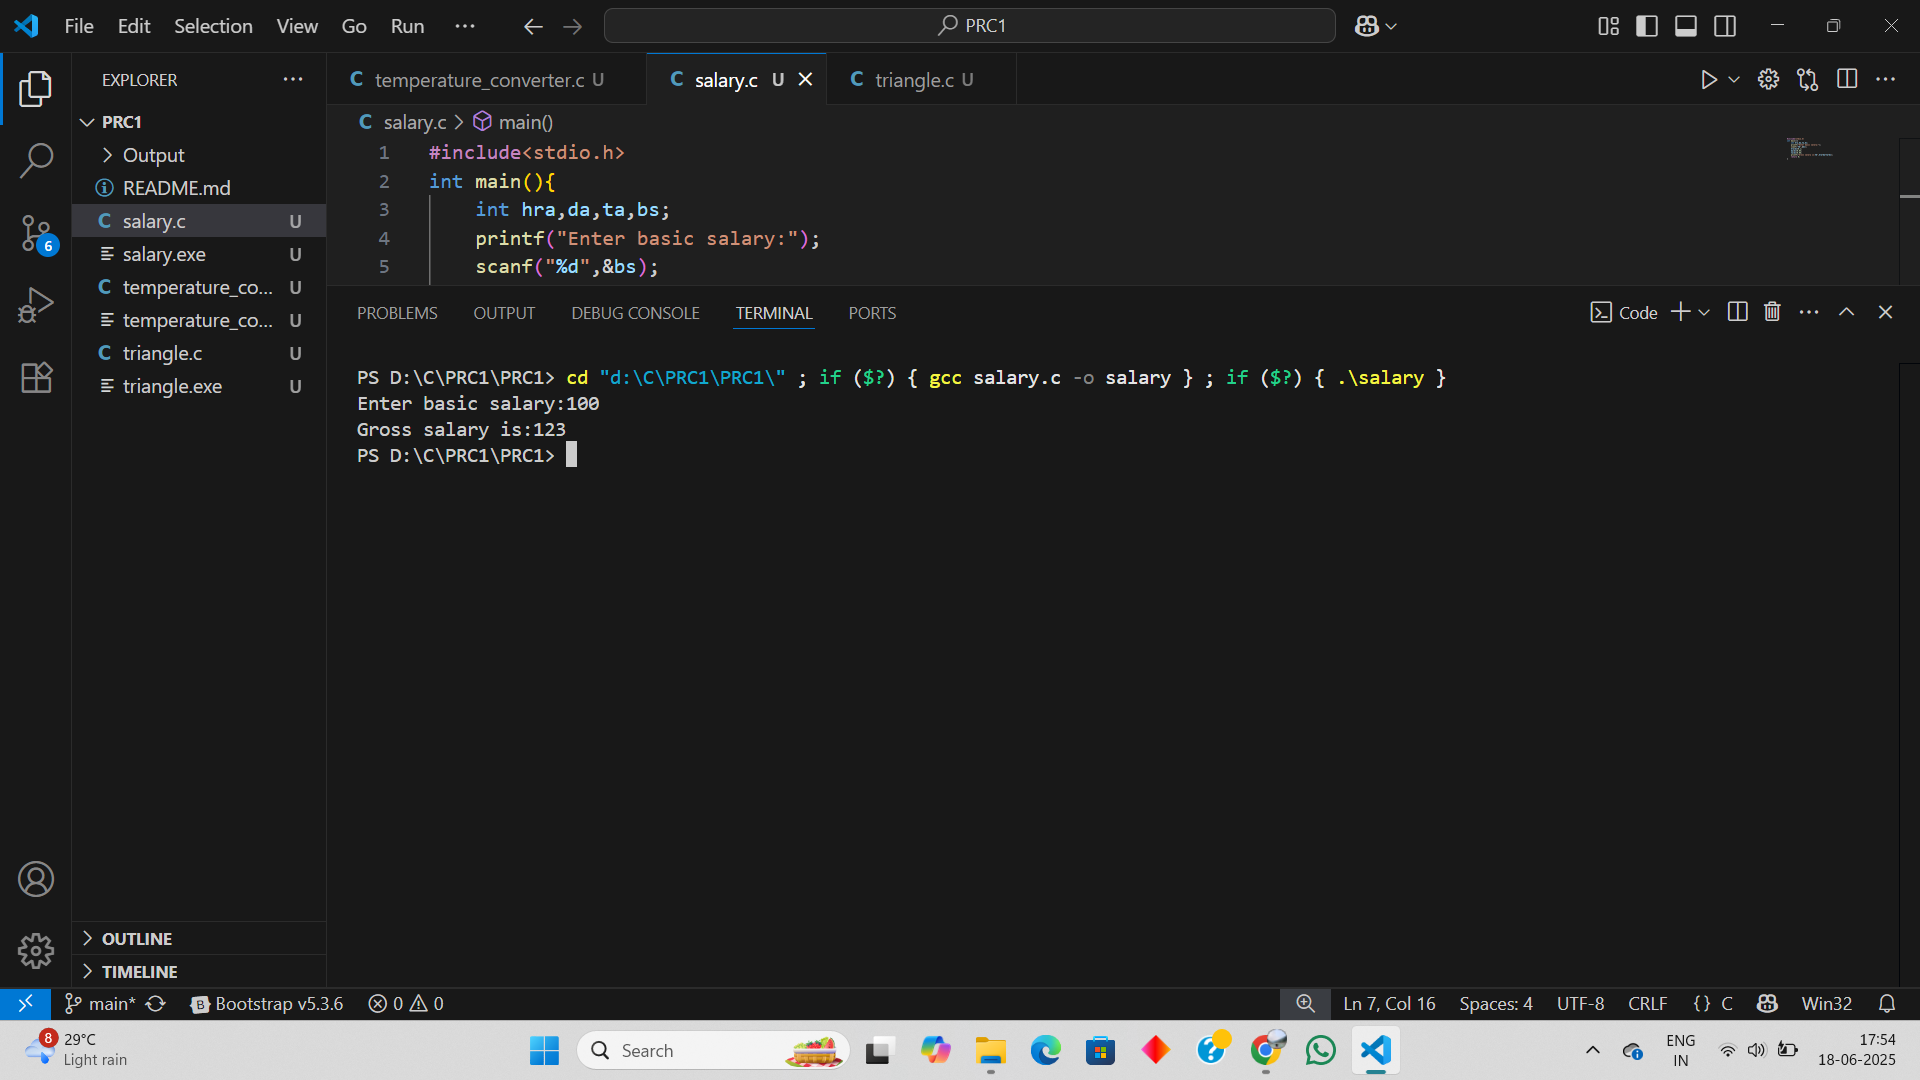 File Edit Selection View Go Run ··· PRC1
EXPLORER
PRC1
Output
README.md
salary.c U
salary.exe U
temperature_co... U
temperature_co... U
triangle.c U
triangle.exe U
OUTLINE
TIMELINE
C temperature_converter.c U
C salary.c U
C triangle.c U
C salary.c > main()
1 #include<stdio.h>
2 int main(){
3 int hra,da,ta,bs;
4 printf("Enter basic salary:");
5 scanf("%d",&bs);
PROBLEMS OUTPUT DEBUG CONSOLE TERMINAL PORTS Code
PS D:\C\PRC1\PRC1> cd "d:\C\PRC1\PRC1\" ; if ($?) { gcc salary.c -o salary } ; if ($?) { .\salary }
Enter basic salary:100
Gross salary is:123
PS D:\C\PRC1\PRC1>
6
main* Bootstrap v5.3.6 0 0 Ln 7, Col 16 Spaces: 4 UTF-8 CRLF {} C Win32
8 29°C
Light rain
Search
ENG
IN
17:54
18-06-2025